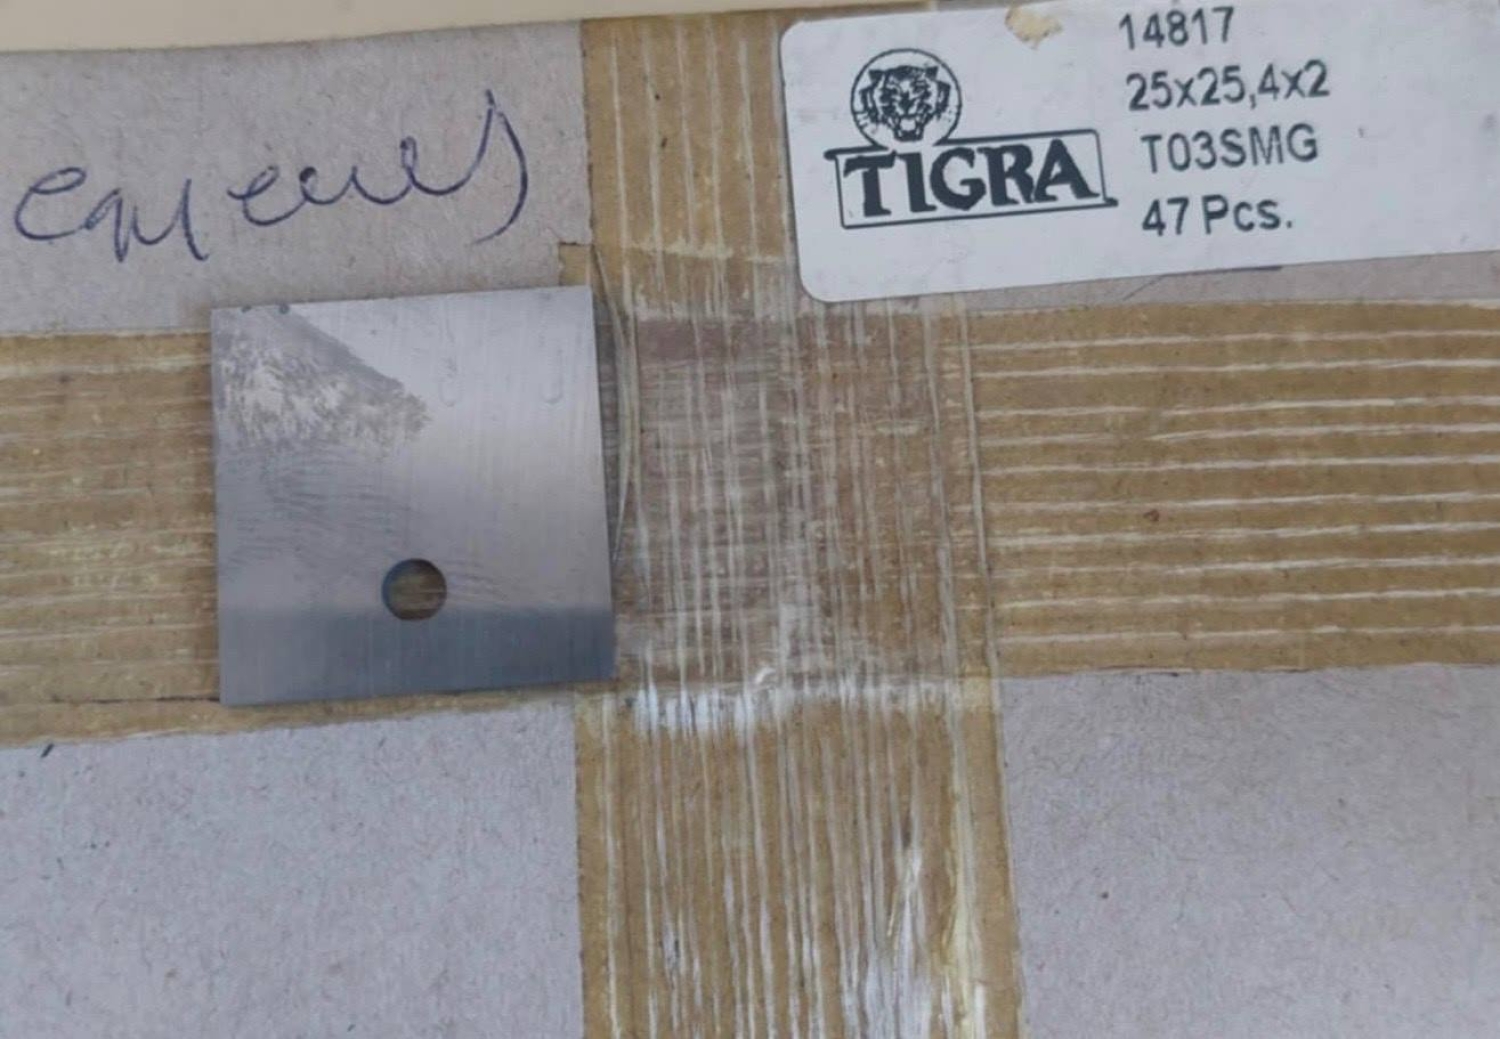 14817
25x25,4x2
TIGRA
T03SMG
47 Pcs.